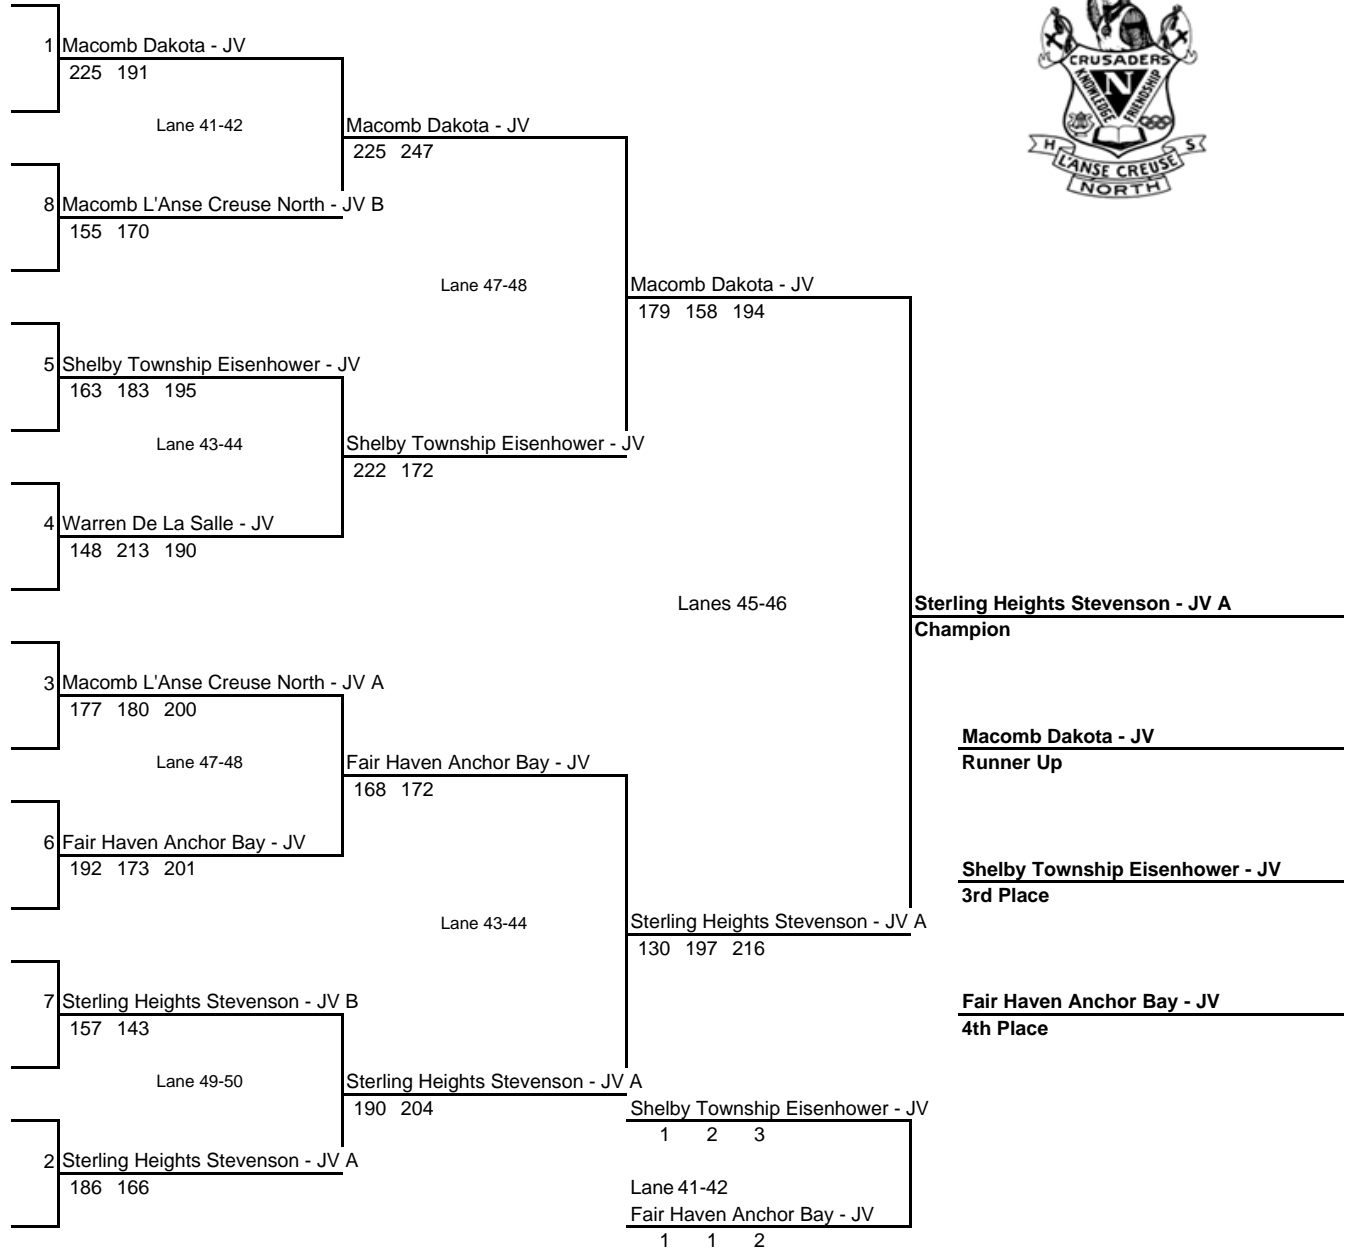 CRUSADERS
KNOWLEDGE
N
FRIENDSHIP
H S
L'ANSE CREUSE
NORTH
1 Macomb Dakota - JV
225 191
Lane 41-42
Macomb Dakota - JV
225 247
8 Macomb L'Anse Creuse North - JV B
155 170
Lane 47-48
Macomb Dakota - JV
179 158 194
5 Shelby Township Eisenhower - JV
163 183 195
Lane 43-44
Shelby Township Eisenhower - JV
222 172
4 Warren De La Salle - JV
148 213 190
Lanes 45-46
Sterling Heights Stevenson - JV A
Champion
3 Macomb L'Anse Creuse North - JV A
177 180 200
Macomb Dakota - JV
Runner Up
Lane 47-48
Fair Haven Anchor Bay - JV
168 172
6 Fair Haven Anchor Bay - JV
192 173 201
Shelby Township Eisenhower - JV
3rd Place
Lane 43-44
Sterling Heights Stevenson - JV A
130 197 216
7 Sterling Heights Stevenson - JV B
157 143
Fair Haven Anchor Bay - JV
4th Place
Lane 49-50
Sterling Heights Stevenson - JV A
190 204
Shelby Township Eisenhower - JV
1 2 3
2 Sterling Heights Stevenson - JV A
186 166
Lane 41-42
Fair Haven Anchor Bay - JV
1 1 2